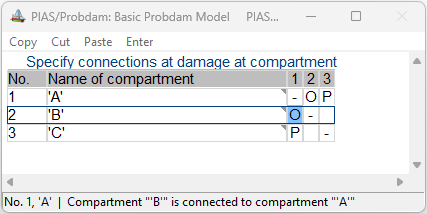 PIAS/Probdam: Basic Probdam Model PIAS...
Copy Cut Paste Enter
Specify connections at damage at compartment
No. Name of compartment 1 2 3
1 'A' - O P
2 'B' O -
3 'C' P -
No. 1, 'A' | Compartment "'B'" is connected to compartment "'A'"